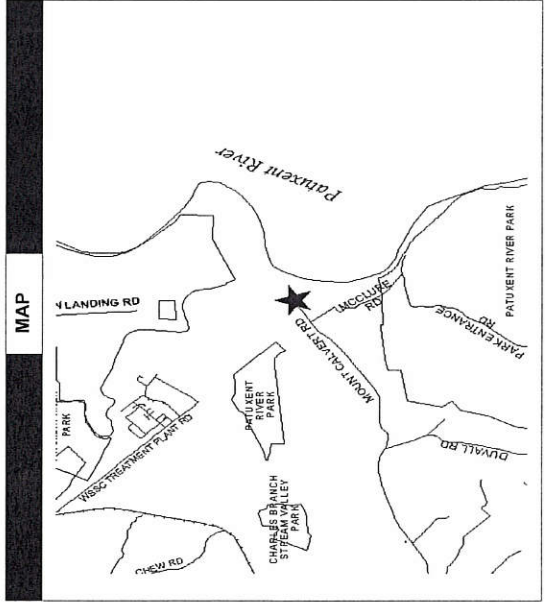 MAP
Patuxent River
N LANDING RD
PARK
WSSC TREATMENT PLANT RD
PATUXENT
RIVER
PARK
MCCLURE
RD
MOUNT CALVERT RD
PATUXENT RIVER PARK
PARK ENTRANCE
RD
CHARLES BRANCH
STREAM VALLEY
PARK
DUVALL RD
CHEW RD